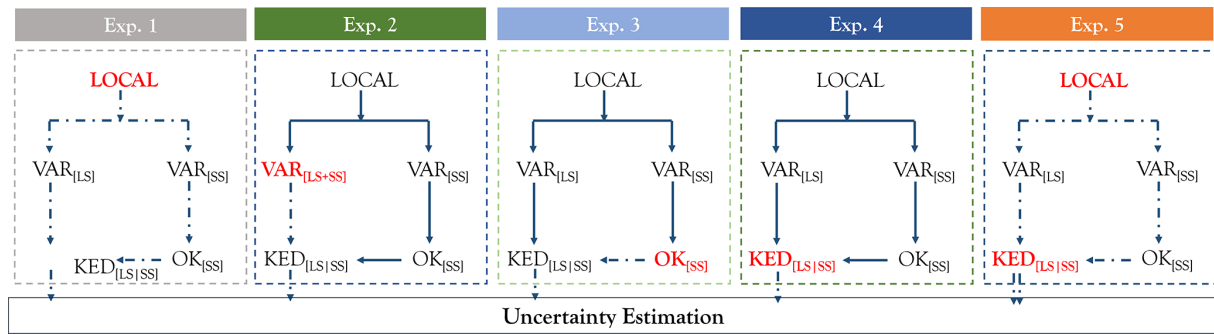 Exp. 1 Exp. 2 Exp. 3 Exp. 4 Exp. 5
LOCAL LOCAL LOCAL LOCAL LOCAL
VAR[LS] VAR[SS] VAR[LS+SS] VAR[SS] VAR[LS] VAR[SS] VAR[LS] VAR[SS] VAR[LS] VAR[SS]
KED[LS|SS] OK[SS] KED[LS|SS] OK[SS] KED[LS|SS] OK[SS] KED[LS|SS] OK[SS] KED[LS|SS] OK[SS]
Uncertainty Estimation